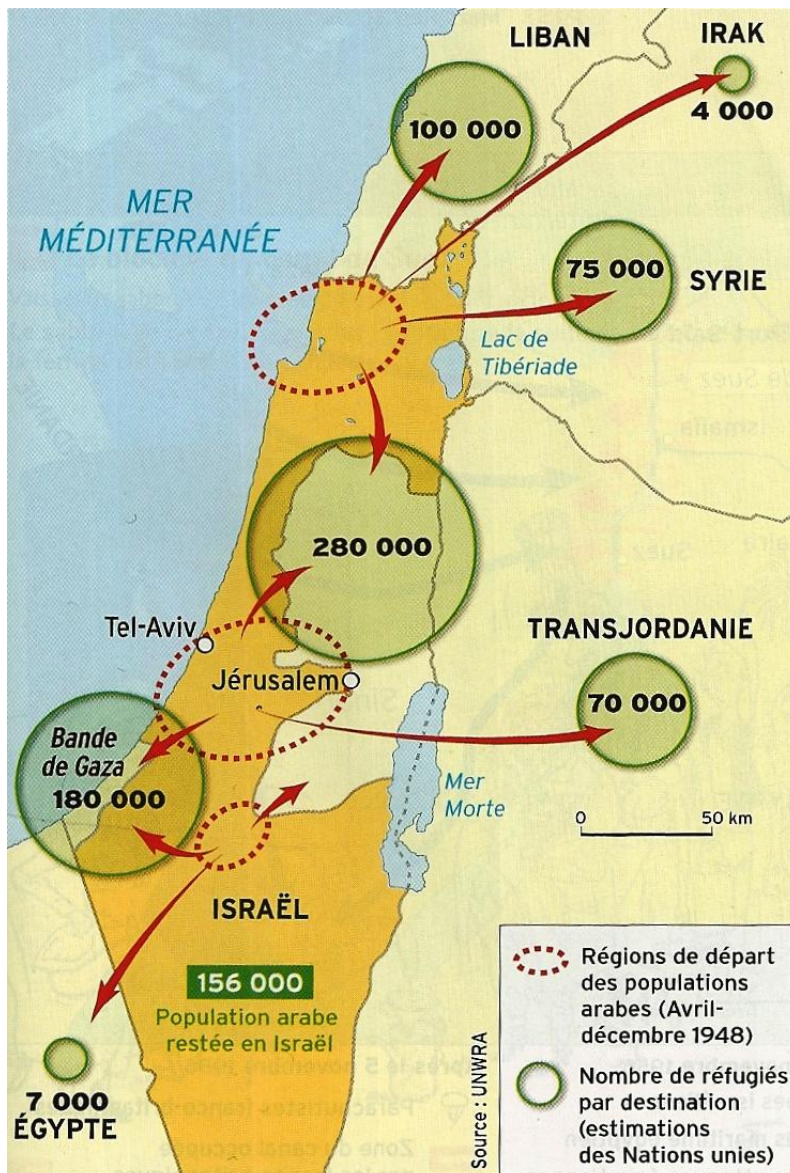 LIBAN
IRAK
100 000
4 000
MER
MÉDITERRANÉE
75 000
SYRIE
Lac de
Tibériade
280 000
Tel-Aviv
TRANSJORDANIE
Jérusalem
70 000
Bande
de Gaza
180 000
Mer
Morte
0 50 km
ISRAËL
156 000
Population arabe
restée en Israël
7 000
ÉGYPTE
Régions de départ
des populations
arabes (Avril-
décembre 1948)
Nombre de réfugiés
par destination
(estimations
des Nations unies)
Source : UNWRA